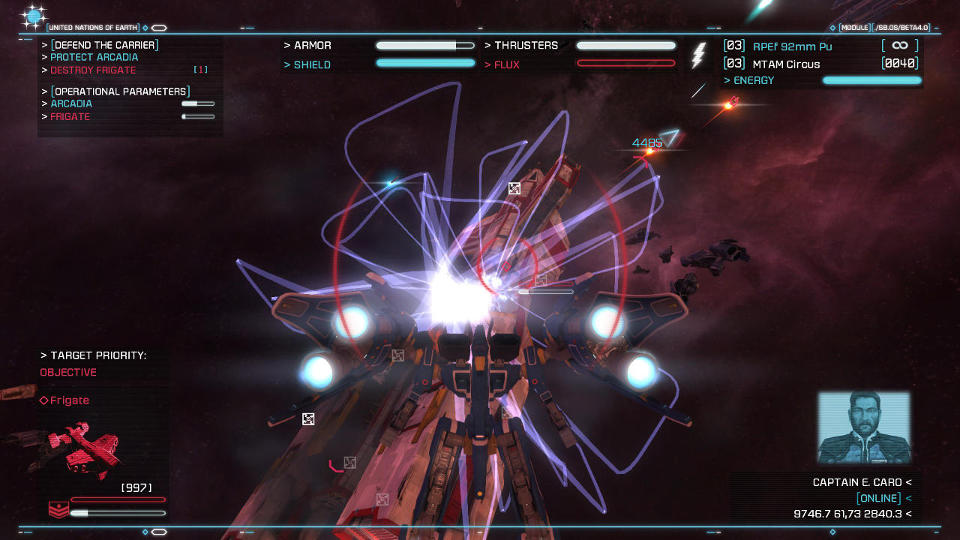 [UNITED NATIONS OF EARTH]
[MODULE][/SB.OS/BETA4.0]
> [DEFEND THE CARRIER]
> PROTECT ARCADIA
> DESTROY FRIGATE [1]
> [OPERATIONAL PARAMETERS]
> ARCADIA
> FRIGATE
> ARMOR
> SHIELD
> THRUSTERS
> FLUX
[03] RPEF 92mm Pu [∞]
[03] MTAM Circus [0040]
> ENERGY
4485
> TARGET PRIORITY:
OBJECTIVE
Frigate
[997]
CAPTAIN E. CARO <
[ONLINE] <
9746.7 61,73 2840.3 <